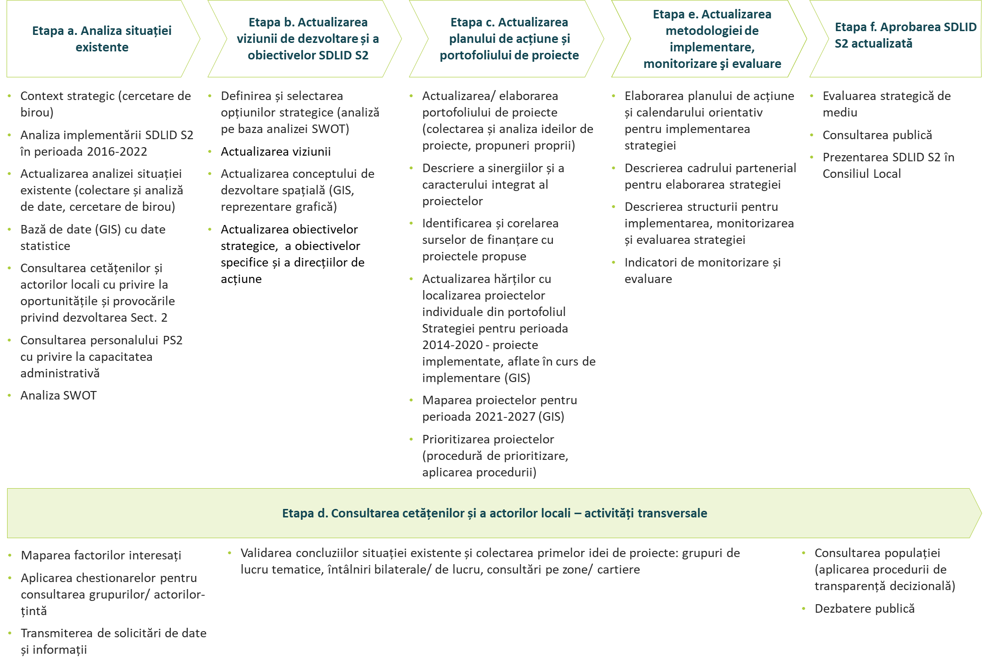 Etapa a. Analiza situației
existente
Etapa b. Actualizarea
viziunii de dezvoltare și a
obiectivelor SDLID S2
Etapa c. Actualizarea
planului de acțiune și
portofoliului de proiecte
Etapa e. Actualizarea
metodologiei de
implementare,
monitorizare şi evaluare
Etapa f. Aprobarea SDLID
S2 actualizată
• Context strategic (cercetare de
birou)
• Analiza implementării SDLID S2
în perioada 2016-2022
• Actualizarea analizei situației
existente (colectare și analiză
de date, cercetare de birou)
• Bază de date (GIS) cu date
statistice
• Consultarea cetățenilor și
actorilor locali cu privire la
oportunitățile și provocările
privind dezvoltarea Sect. 2
• Consultarea personalului PS2
cu privire la capacitatea
administrativă
• Analiza SWOT
• Definirea și selectarea
opțiunilor strategice (analiză
pe baza analizei SWOT)
• Actualizarea viziunii
• Actualizarea conceptului de
dezvoltare spațială (GIS,
reprezentare grafică)
• Actualizarea obiectivelor
strategice, a obiectivelor
specifice și a direcțiilor de
acțiune
• Actualizarea/ elaborarea
portofoliului de proiecte
(colectarea și analiza ideilor de
proiecte, propuneri proprii)
• Descriere a sinergiilor și a
caracterului integrat al
proiectelor
• Identificarea și corelarea
surselor de finanțare cu
proiectele propuse
• Actualizarea hărților cu
localizarea proiectelor
individuale din portofoliul
Strategiei pentru perioada
2014-2020 - proiecte
implementate, aflate în curs de
implementare (GIS)
• Maparea proiectelor pentru
perioada 2021-2027 (GIS)
• Prioritizarea proiectelor
(procedură de prioritizare,
aplicarea procedurii)
• Elaborarea planului de acțiune
și calendarului orientativ
pentru implementarea
strategiei
• Descrierea cadrului partenerial
pentru elaborarea strategiei
• Descrierea structurii pentru
implementarea, monitorizarea
și evaluarea strategiei
• Indicatori de monitorizare și
evaluare
• Evaluarea strategică de
mediu
• Consultarea publică
• Prezentarea SDLID S2 în
Consiliul Local
Etapa d. Consultarea cetățenilor și a actorilor locali – activități transversale
• Maparea factorilor interesați
• Aplicarea chestionarelor pentru
consultarea grupurilor/ actorilor-
țintă
• Transmiterea de solicitări de date
și informații
• Validarea concluziilor situației existente și colectarea primelor idei de proiecte: grupuri de
lucru tematice, întâlniri bilaterale/ de lucru, consultări pe zone/ cartiere
• Consultarea populației
(aplicarea procedurii de
transparență decizională)
• Dezbatere publică